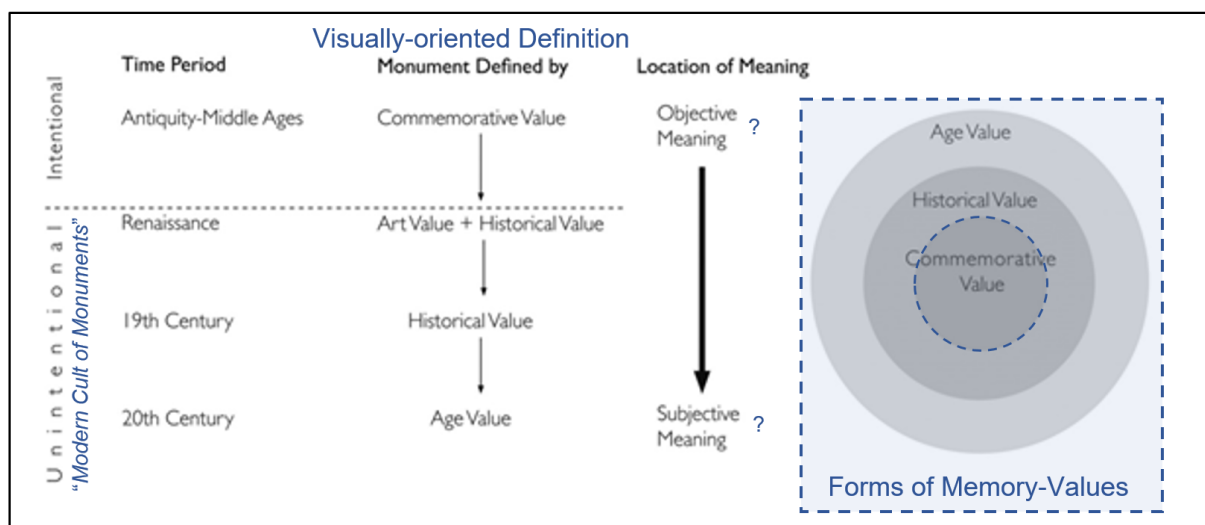 Visually-oriented Definition
Time Period Monument Defined by Location of Meaning
Intentional
Antiquity-Middle Ages Commemorative Value Objective
Meaning ?
Unintentional
"Modern Cult of Monuments"
Renaissance Art Value + Historical Value
19th Century Historical Value
20th Century Age Value Subjective
Meaning ?
Age Value
Historical Value
Commemorative
Value
Forms of Memory-Values